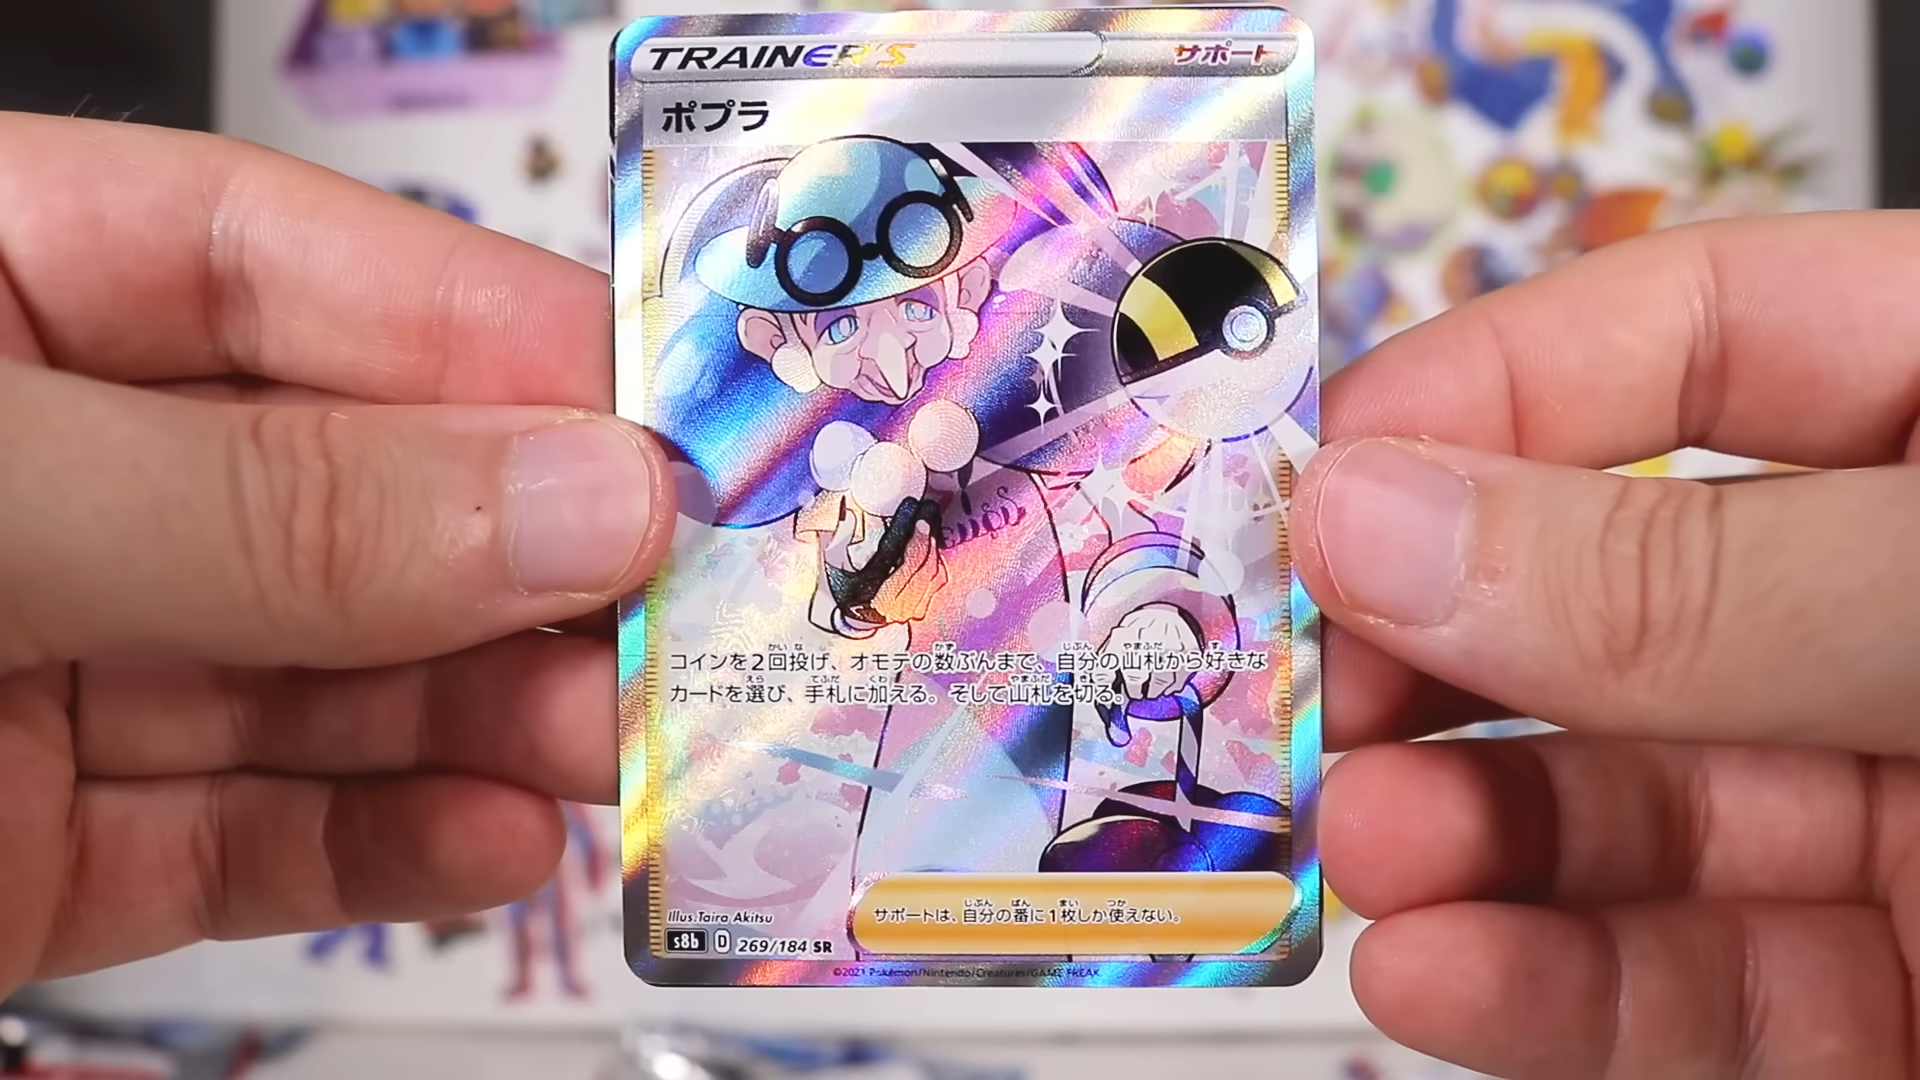 TRAINER'S
サポート
ポプラ
コインを2回投げ、オモテの数ぶんまで、自分の山札から好きな
カードを選び、手札に加える。そして山札を切る。
Illus.Taira Akitsu
サポートは、自分の番に1枚しか使えない。
s8b D 269/184 SR
©2021 Pokémon/Nintendo/Creatures/GAME FREAK